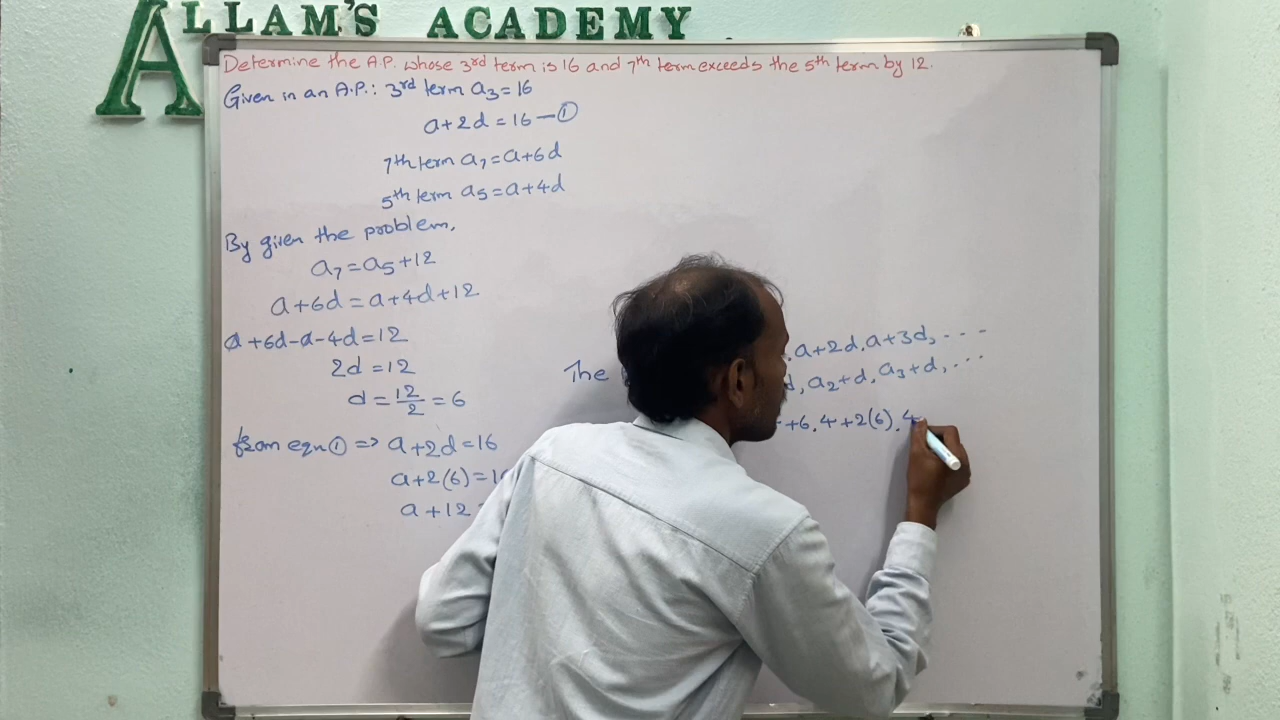 ALLAM'S ACADEMY
Determine the A.P. whose 3rd term is 16 and 7th term exceeds the 5th term by 12.
Given in an A.P.: 3rd term a₃=16
a+2d=16—①
7th term a₇=a+6d
5th term a₅=a+4d
By given the problem,
a₇=a₅+12
a+6d=a+4d+12
a+6d-a-4d=12
2d=12
d=12/2=6
from eqn① => a+2d=16
a+2(6)=1
a+12
The
a+2d, a+3d, ---
d, a₂+d, a₃+d, ...
+6, 4+2(6), 4